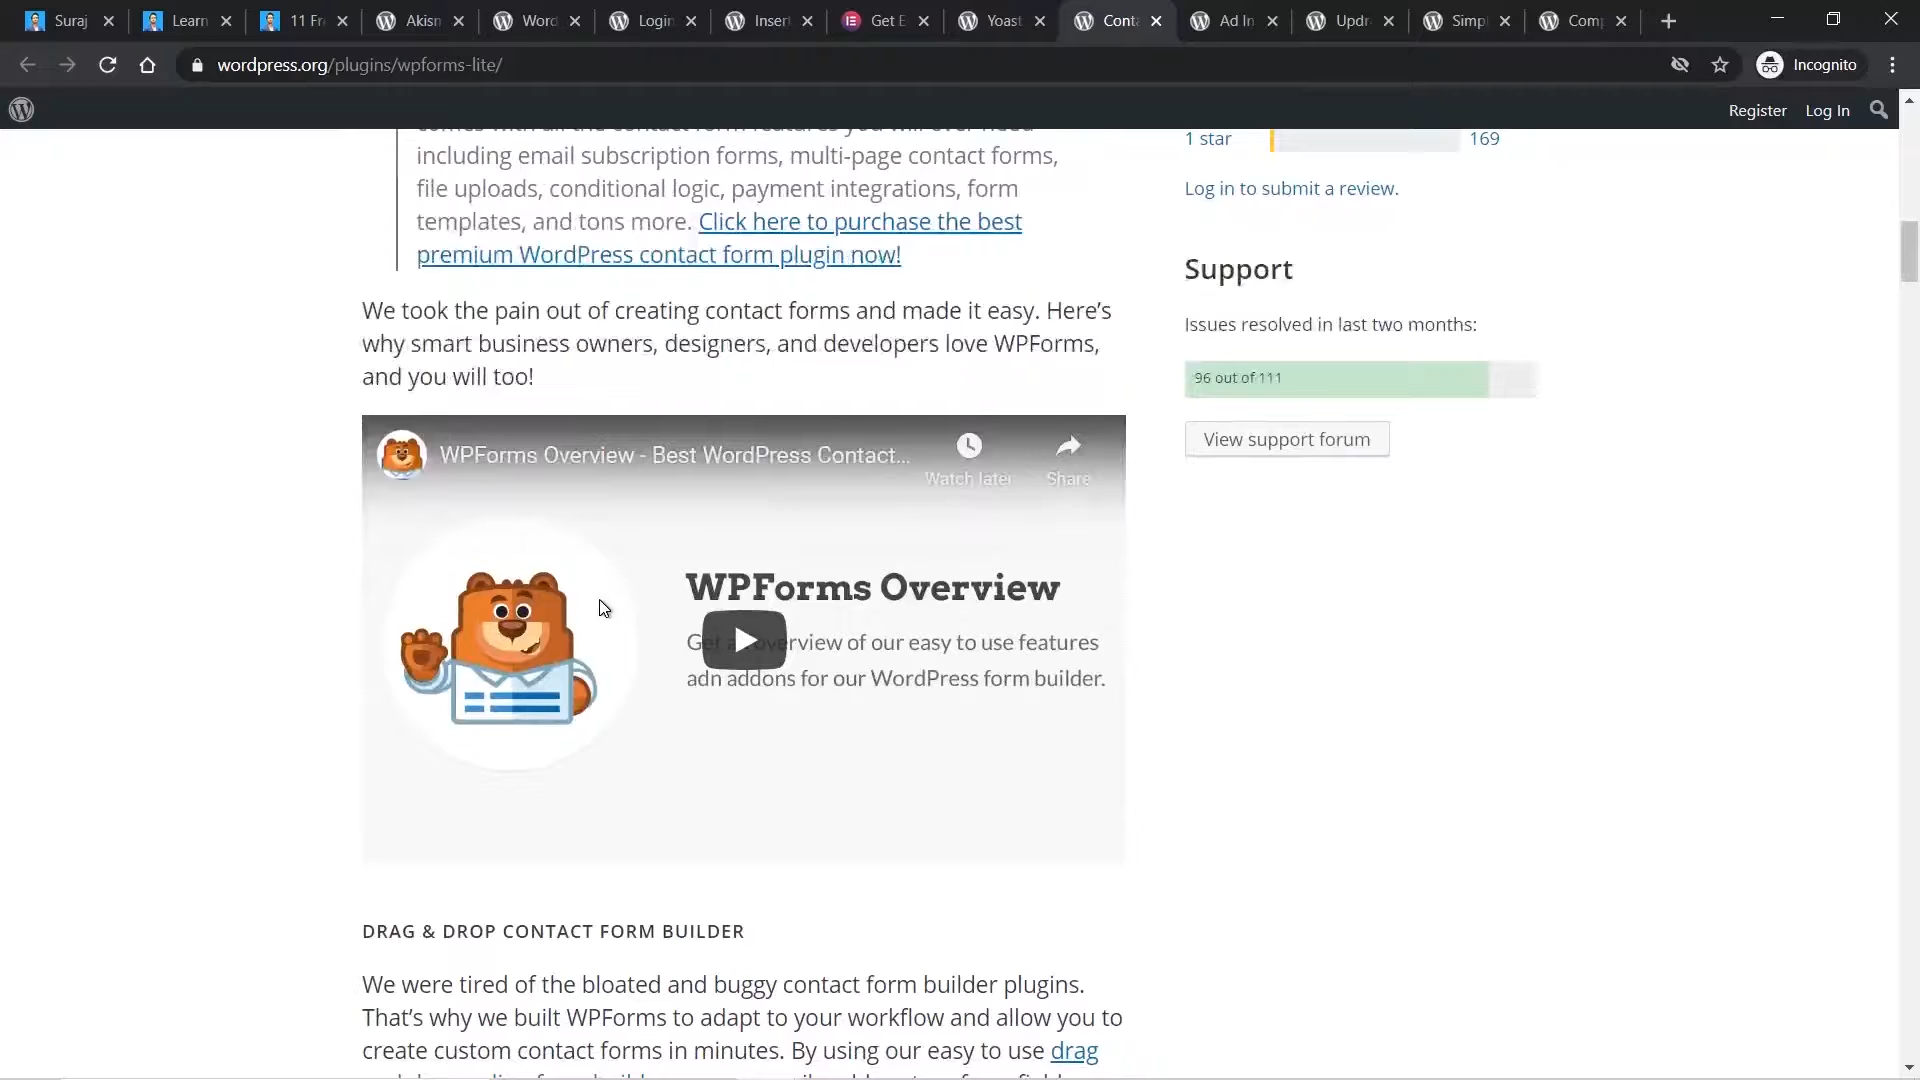 Suraj
Learn
11 Fr
Akism
Word
Login
Insert
Get E
Yoast
Conta
Ad In
Updr
Simpl
Comp
wordpress.org/plugins/wpforms-lite/
Incognito
Register
Log In
including email subscription forms, multi-page contact forms,
file uploads, conditional logic, payment integrations, form
templates, and tons more. Click here to purchase the best
premium WordPress contact form plugin now!
We took the pain out of creating contact forms and made it easy. Here's
why smart business owners, designers, and developers love WPForms,
and you will too!
WPForms Overview - Best WordPress Contact...
Watch later
Share
WPForms Overview
Get an overview of our easy to use features
adn addons for our WordPress form builder.
DRAG & DROP CONTACT FORM BUILDER
We were tired of the bloated and buggy contact form builder plugins.
That's why we built WPForms to adapt to your workflow and allow you to
create custom contact forms in minutes. By using our easy to use drag
1 star 169
Log in to submit a review.
Support
Issues resolved in last two months:
96 out of 111
View support forum